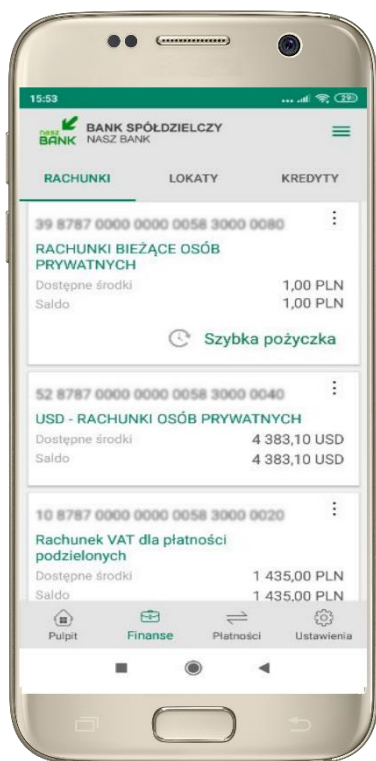 15:53
... 29
nasz BANK BANK SPÓŁDZIELCZY
NASZ BANK
RACHUNKI LOKATY KREDYTY
39 8787 0000 0000 0058 3000 0080
RACHUNKI BIEŻĄCE OSÓB
PRYWATNYCH
Dostępne środki 1,00 PLN
Saldo 1,00 PLN
Szybka pożyczka
52 8787 0000 0000 0058 3000 0040
USD - RACHUNKI OSÓB PRYWATNYCH
Dostępne środki 4 383,10 USD
Saldo 4 383,10 USD
10 8787 0000 0000 0058 3000 0020
Rachunek VAT dla płatności
podzielonych
Dostępne środki 1 435,00 PLN
Saldo 1 435,00 PLN
Pulpit Finanse Płatności Ustawienia